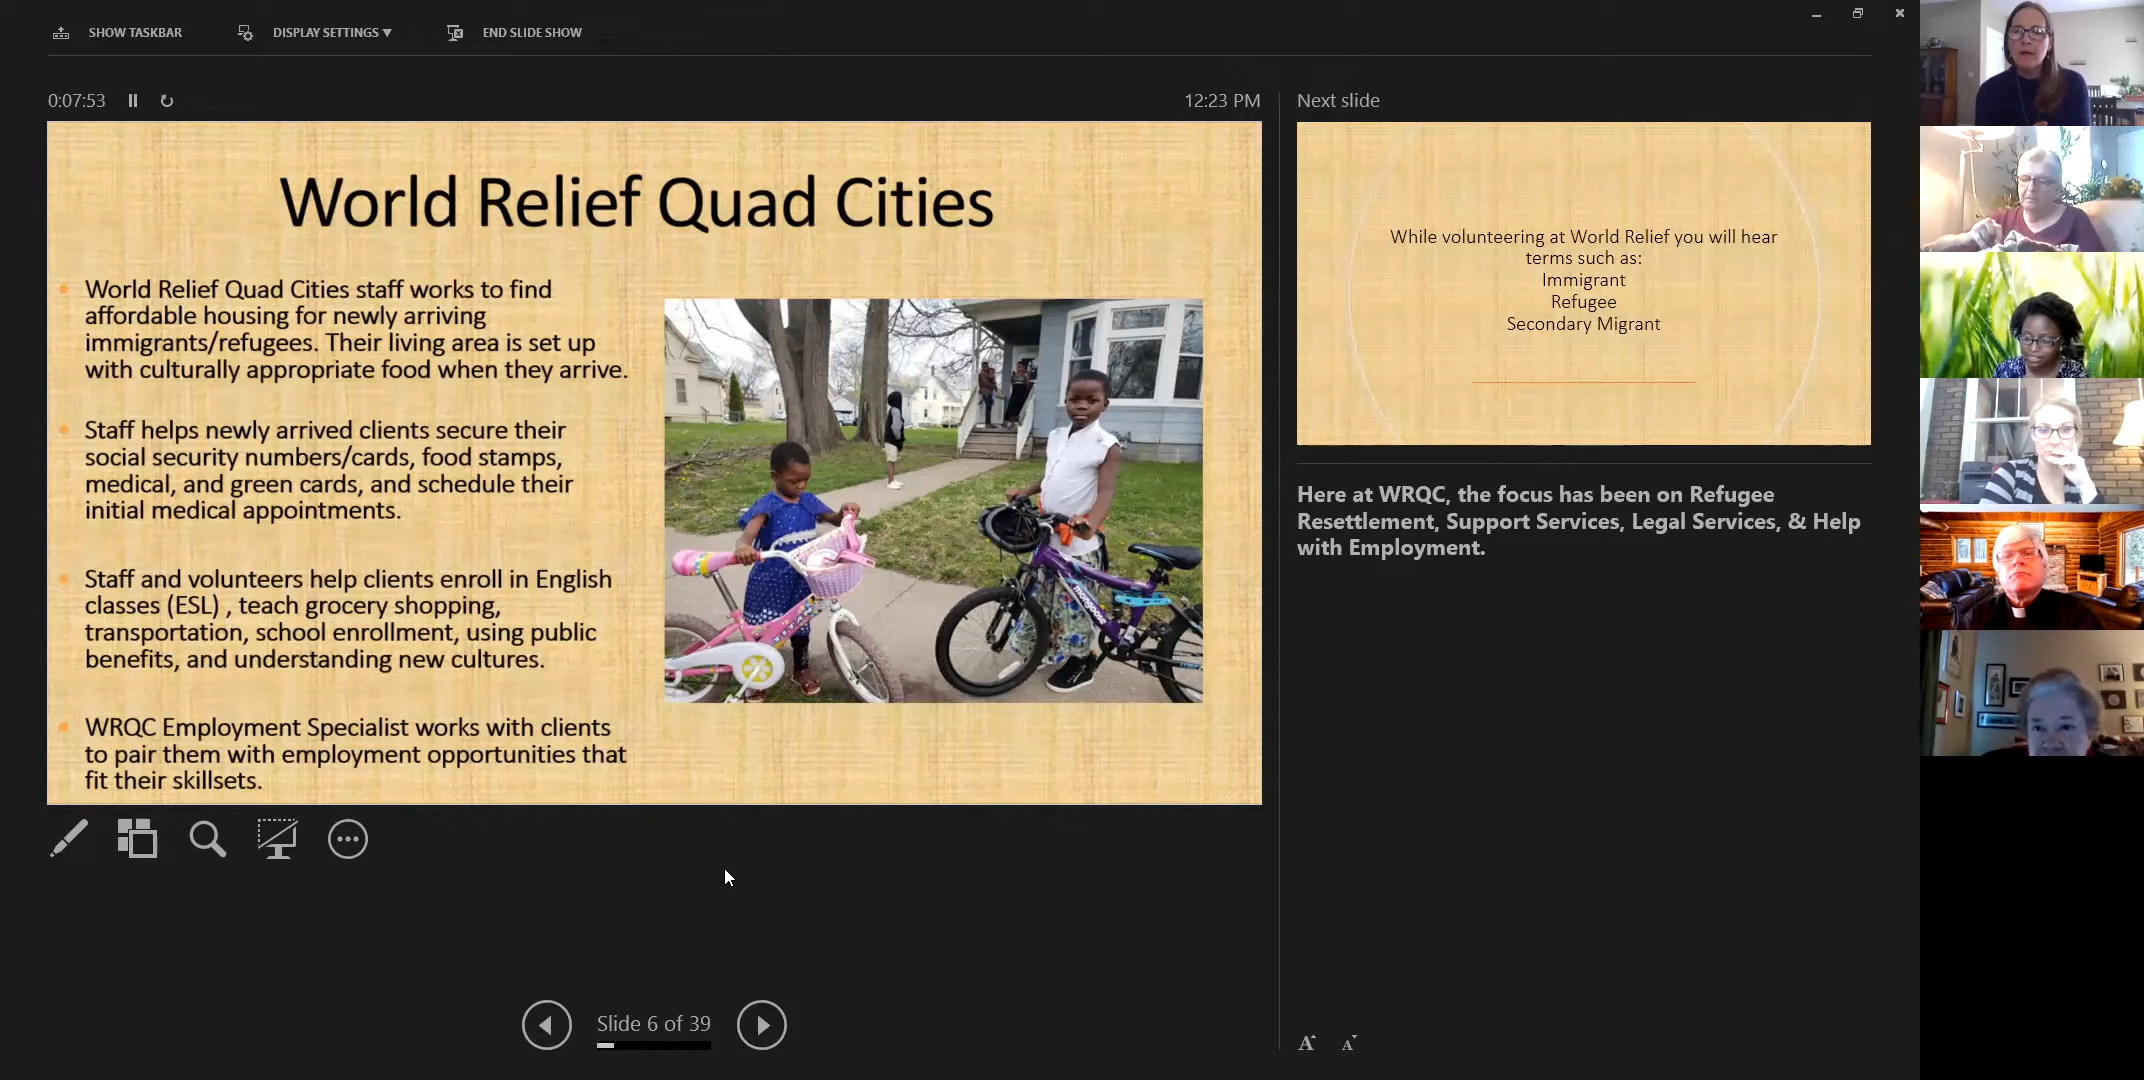 SHOW TASKBAR
DISPLAY SETTINGS ▼
END SLIDE SHOW
0:07:53
12:23 PM
World Relief Quad Cities
• World Relief Quad Cities staff works to find
affordable housing for newly arriving
immigrants/refugees. Their living area is set up
with culturally appropriate food when they arrive.
• Staff helps newly arrived clients secure their
social security numbers/cards, food stamps,
medical, and green cards, and schedule their
initial medical appointments.
• Staff and volunteers help clients enroll in English
classes (ESL) , teach grocery shopping,
transportation, school enrollment, using public
benefits, and understanding new cultures.
• WRQC Employment Specialist works with clients
to pair them with employment opportunities that
fit their skillsets.
mongoose
Slide 6 of 39
Next slide
While volunteering at World Relief you will hear
terms such as:
Immigrant
Refugee
Secondary Migrant
Here at WRQC, the focus has been on Refugee
Resettlement, Support Services, Legal Services, & Help
with Employment.
A A